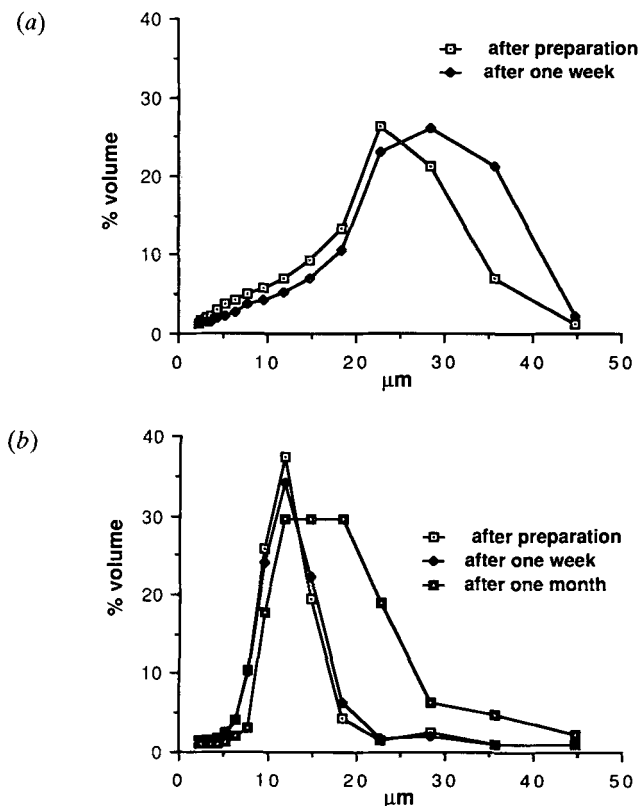 (a)
40
30
20
10
0
% volume
after preparation
after one week
0 10 20 30 40 50
μm
(b)
40
30
20
10
0
% volume
after preparation
after one week
after one month
0 10 20 30 40 50
μm